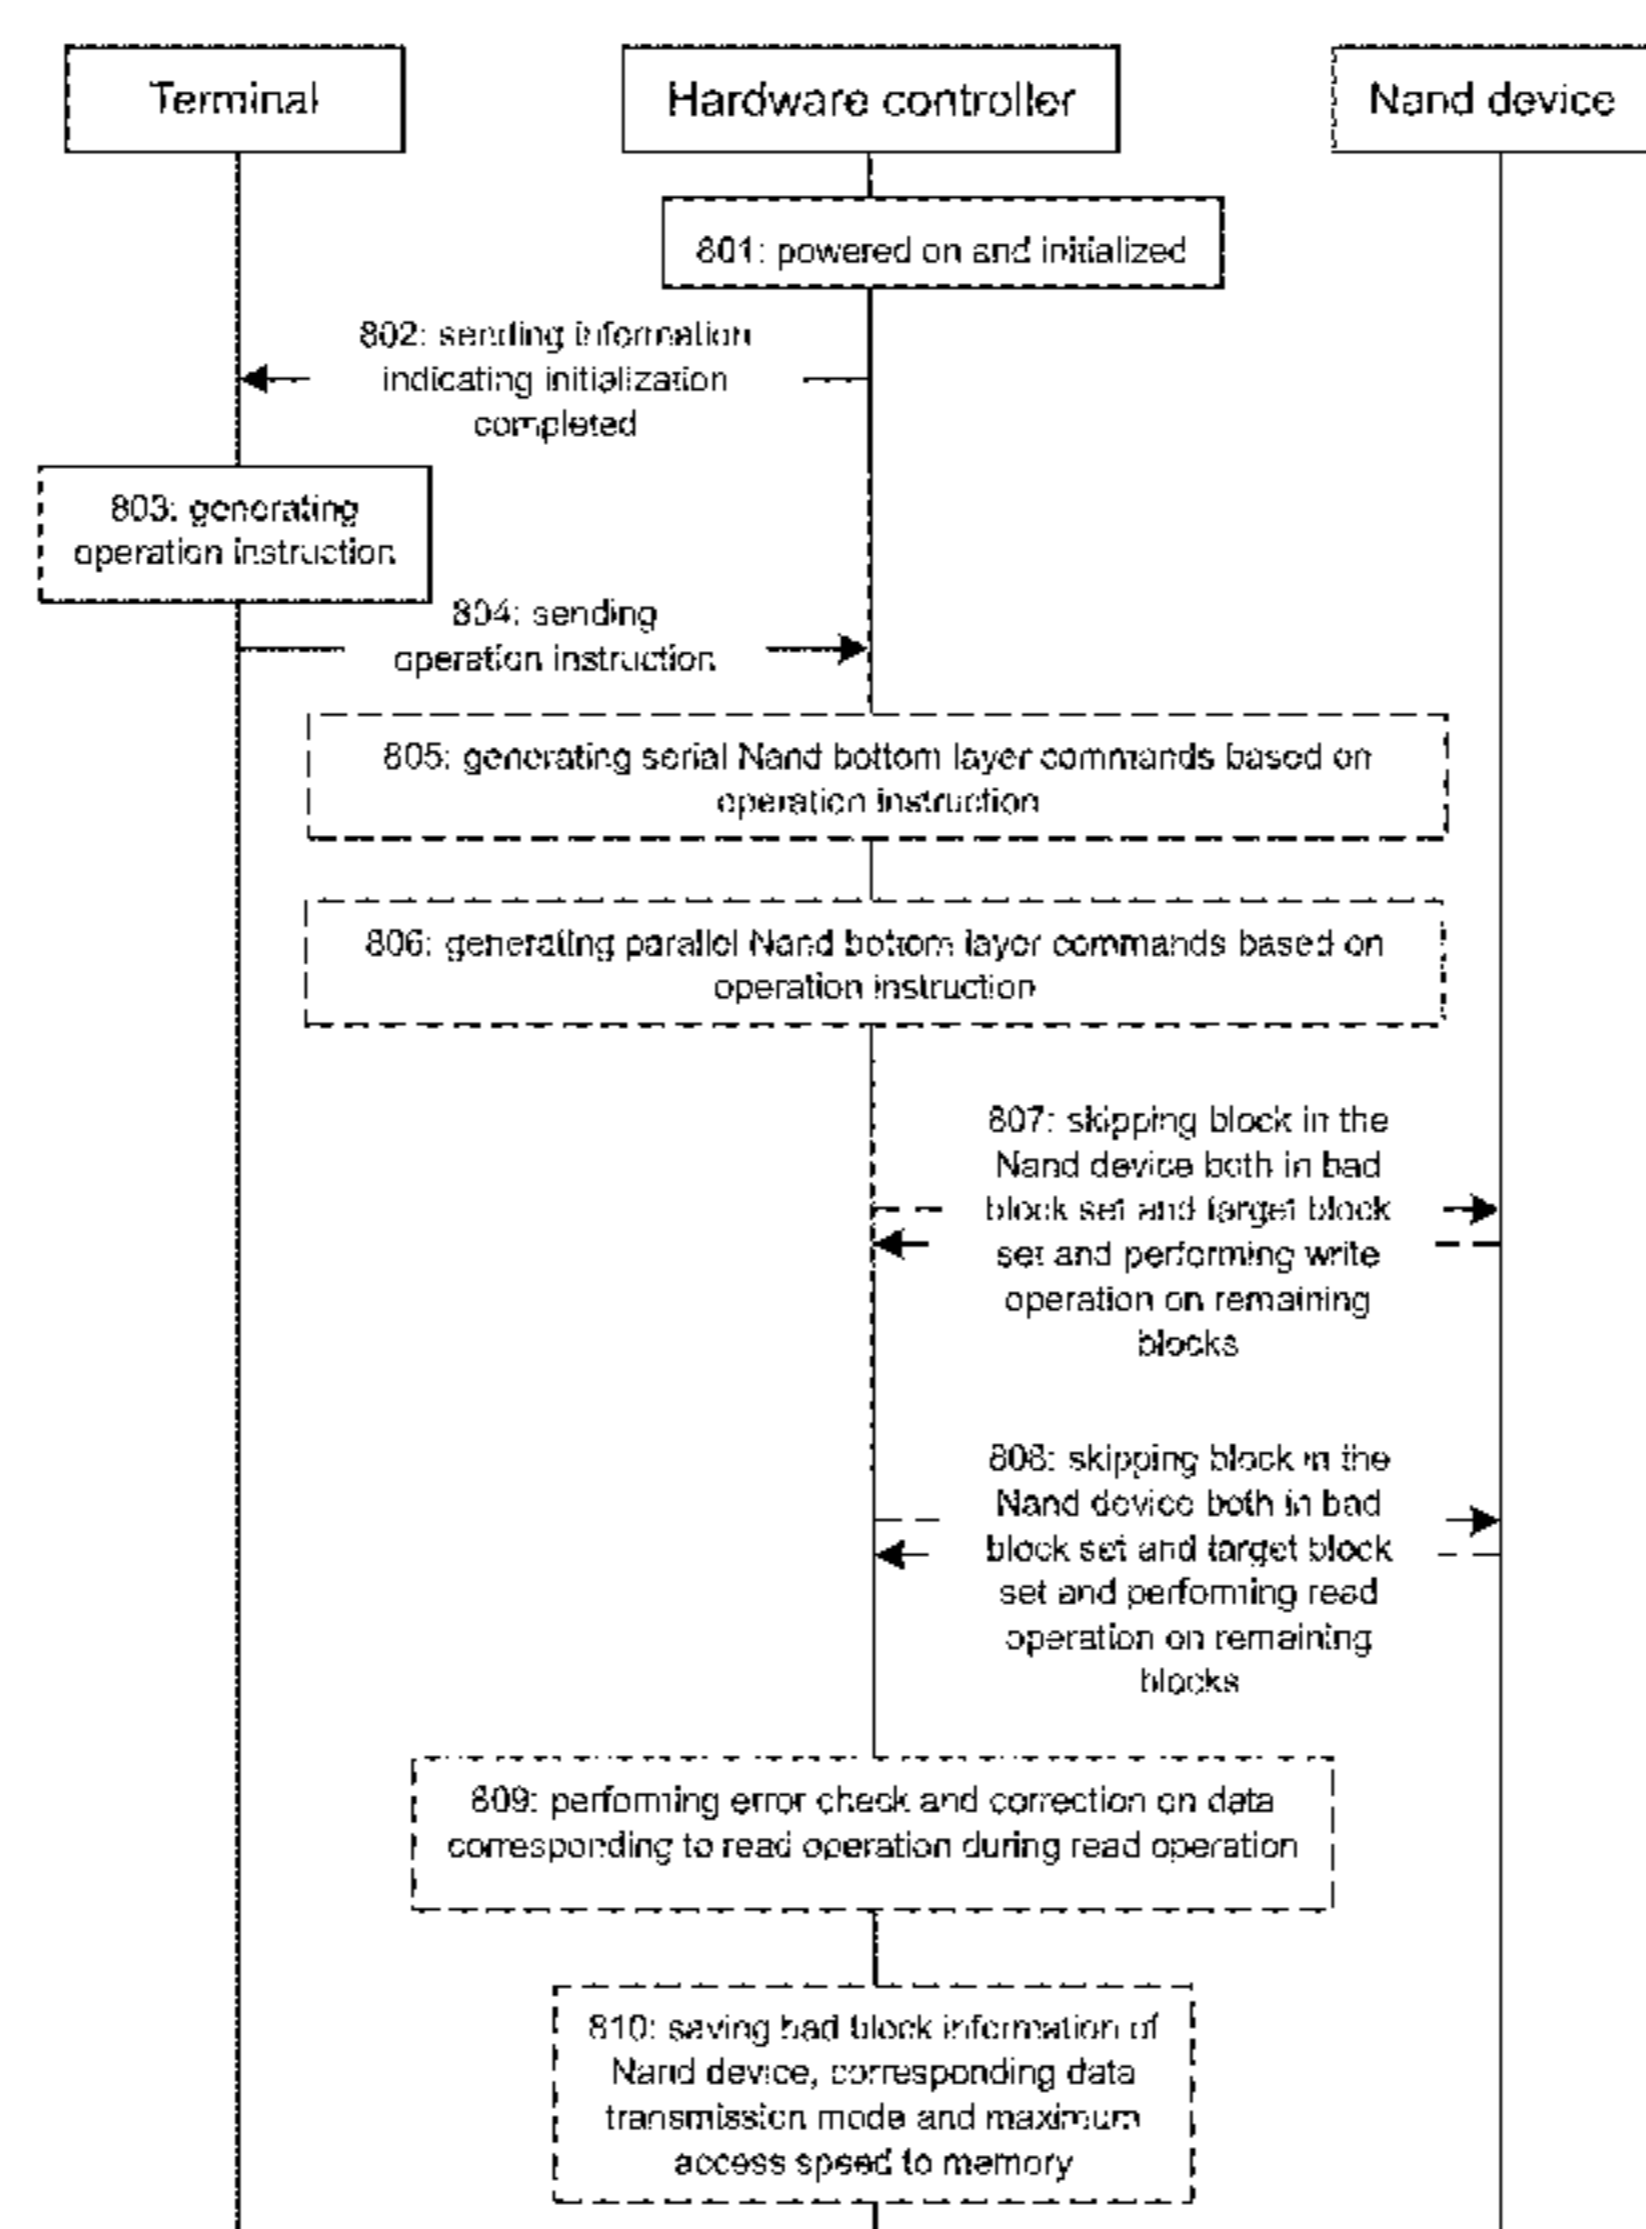 Terminal
Hardware controller
Nand device
801: powered on and initialized
802: sending information
indicating initialization
completed
803: generating
operation instruction
804: sending
operation instruction
805: generating serial Nand bottom layer commands based on
operation instruction
806: generating parallel Nand bottom layer commands based on
operation instruction
807: skipping block in the
Nand device both in bad
block set and target block
set and performing write
operation on remaining
blocks
808: skipping block in the
Nand device both in bad
block set and target block
set and performing read
operation on remaining
blocks
809: performing error check and correction on data
corresponding to read operation during read operation
810: saving bad block information of
Nand device, corresponding data
transmission mode and maximum
access speed to memory